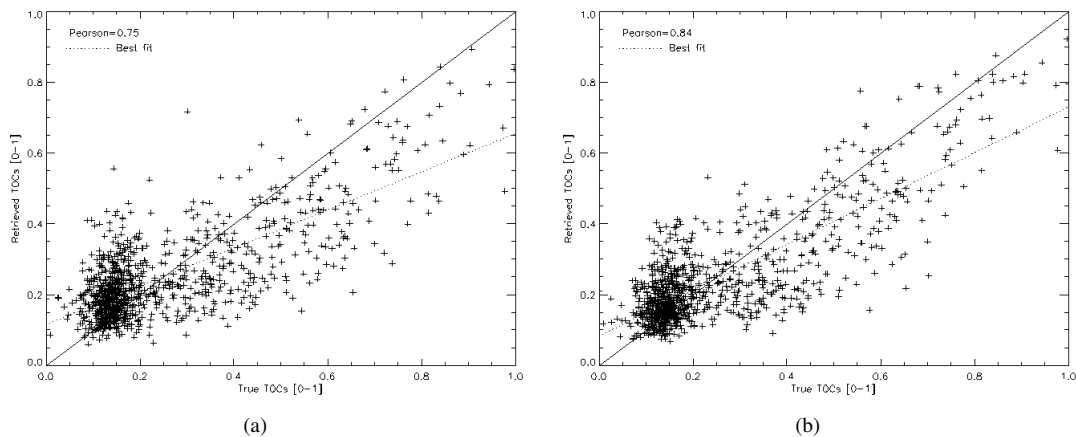 Pearson=0.75
Best fit
Retrieved TOCs [0-1]
1.0
0.8
0.6
0.4
0.2
0.0
0.0 0.2 0.4 0.6 0.8 1.0
True TOCs [0-1]
(a)
Pearson=0.84
Best fit
Retrieved TOCs [0-1]
1.0
0.8
0.6
0.4
0.2
0.0
0.0 0.2 0.4 0.6 0.8 1.0
True TOCs [0-1]
(b)